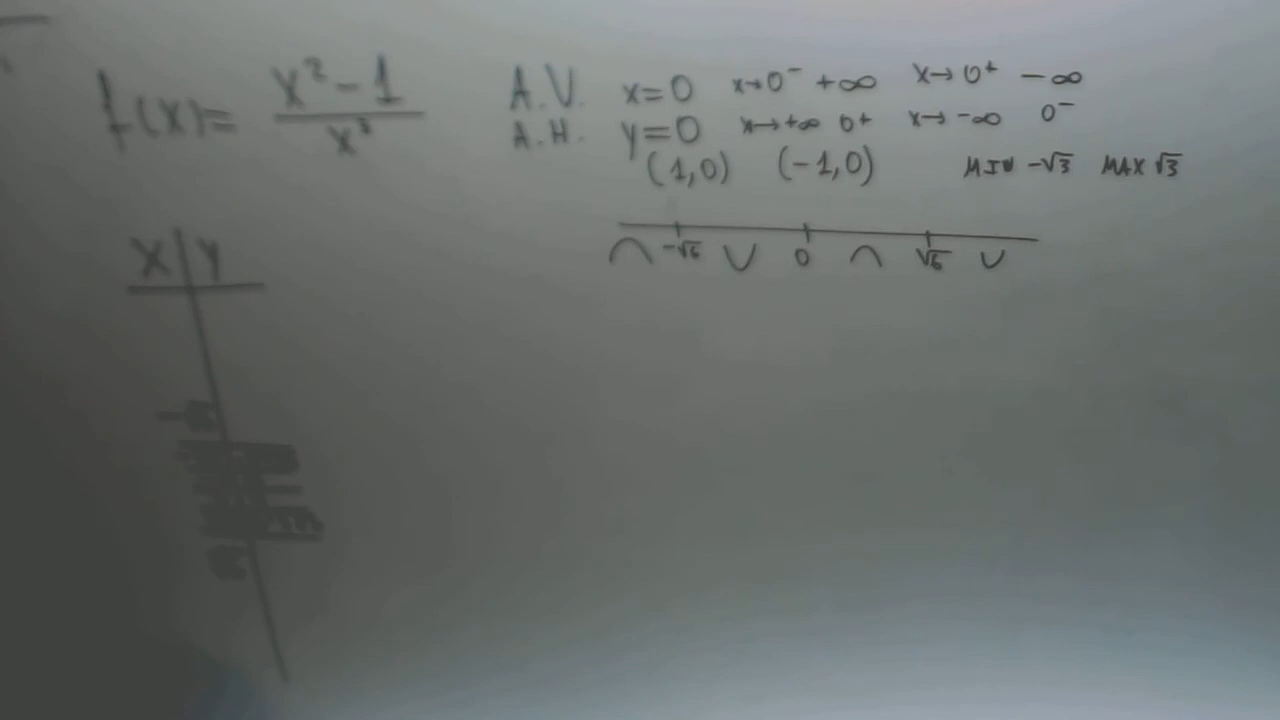 f(x)= x²-1 / x³
A.V. x=0 x→0⁻ +∞ x→0⁺ -∞
A.H. y=0 x→+∞ 0+ x→-∞ 0⁻
(1,0) (-1,0) MIN -√3 MAX √3
∩ -√6 ∪ 0 ∩ √6 ∪
X | Y